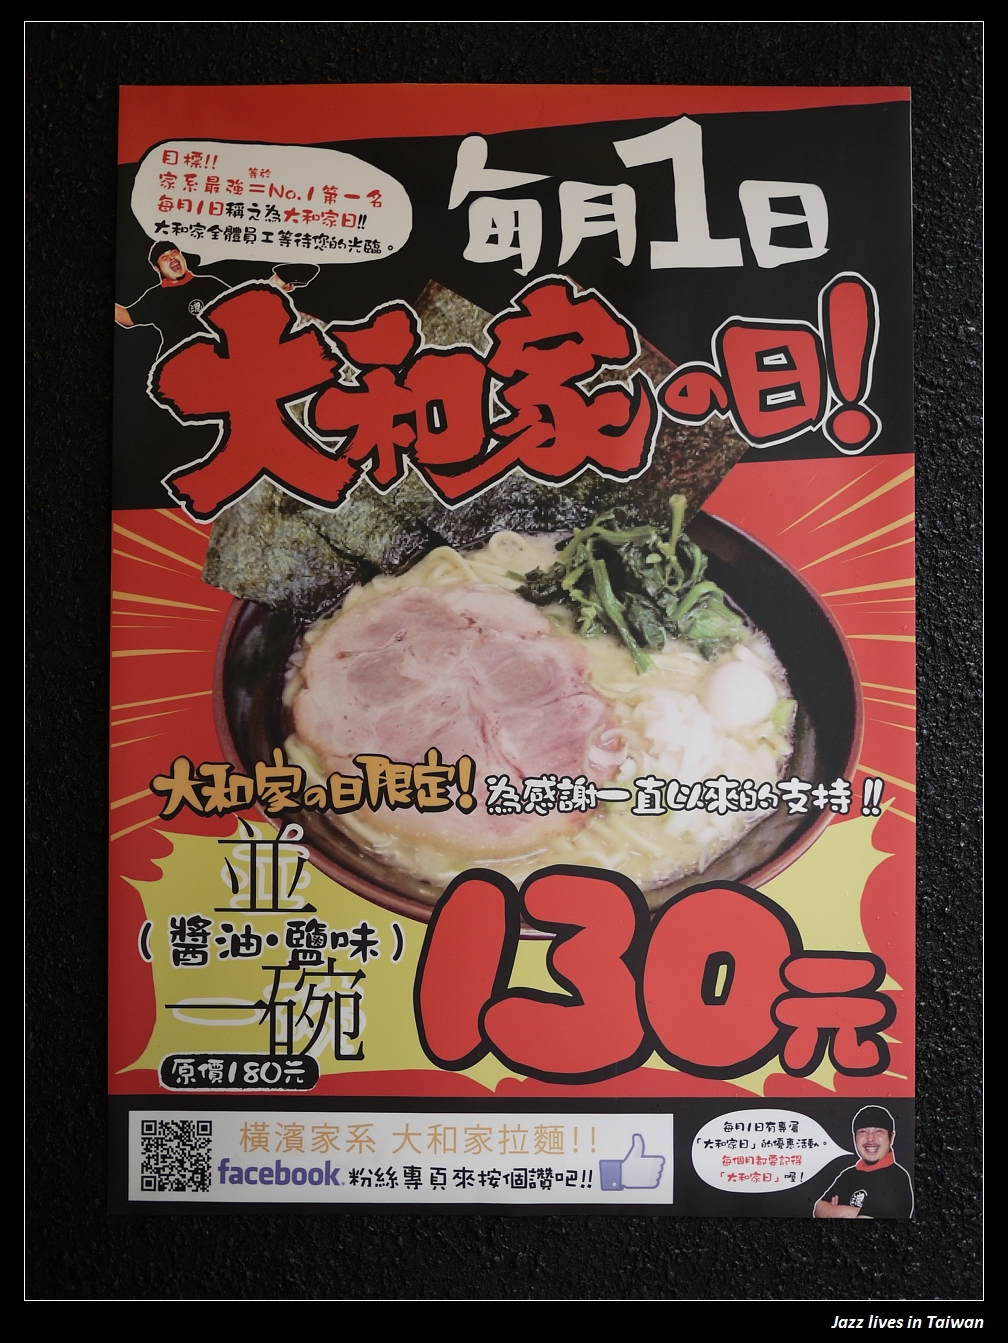 目標!!
等於
家系最強=No.1第一名
每月1日稱之為大和家日!!
大和家全體員工等待您的光臨。
每月1日
大和家の日!
大和家の日限定! 為感謝一直以來的支持!!
並
(醬油·鹽味)
一碗
原價180元
130元
橫濱家系 大和家拉麵!!
facebook.粉絲專頁來按個讚吧!!
每月1日有專屬
「大和家日」的優惠活動。
每個月都要記得
「大和家日」喔!
Jazz lives in Taiwan